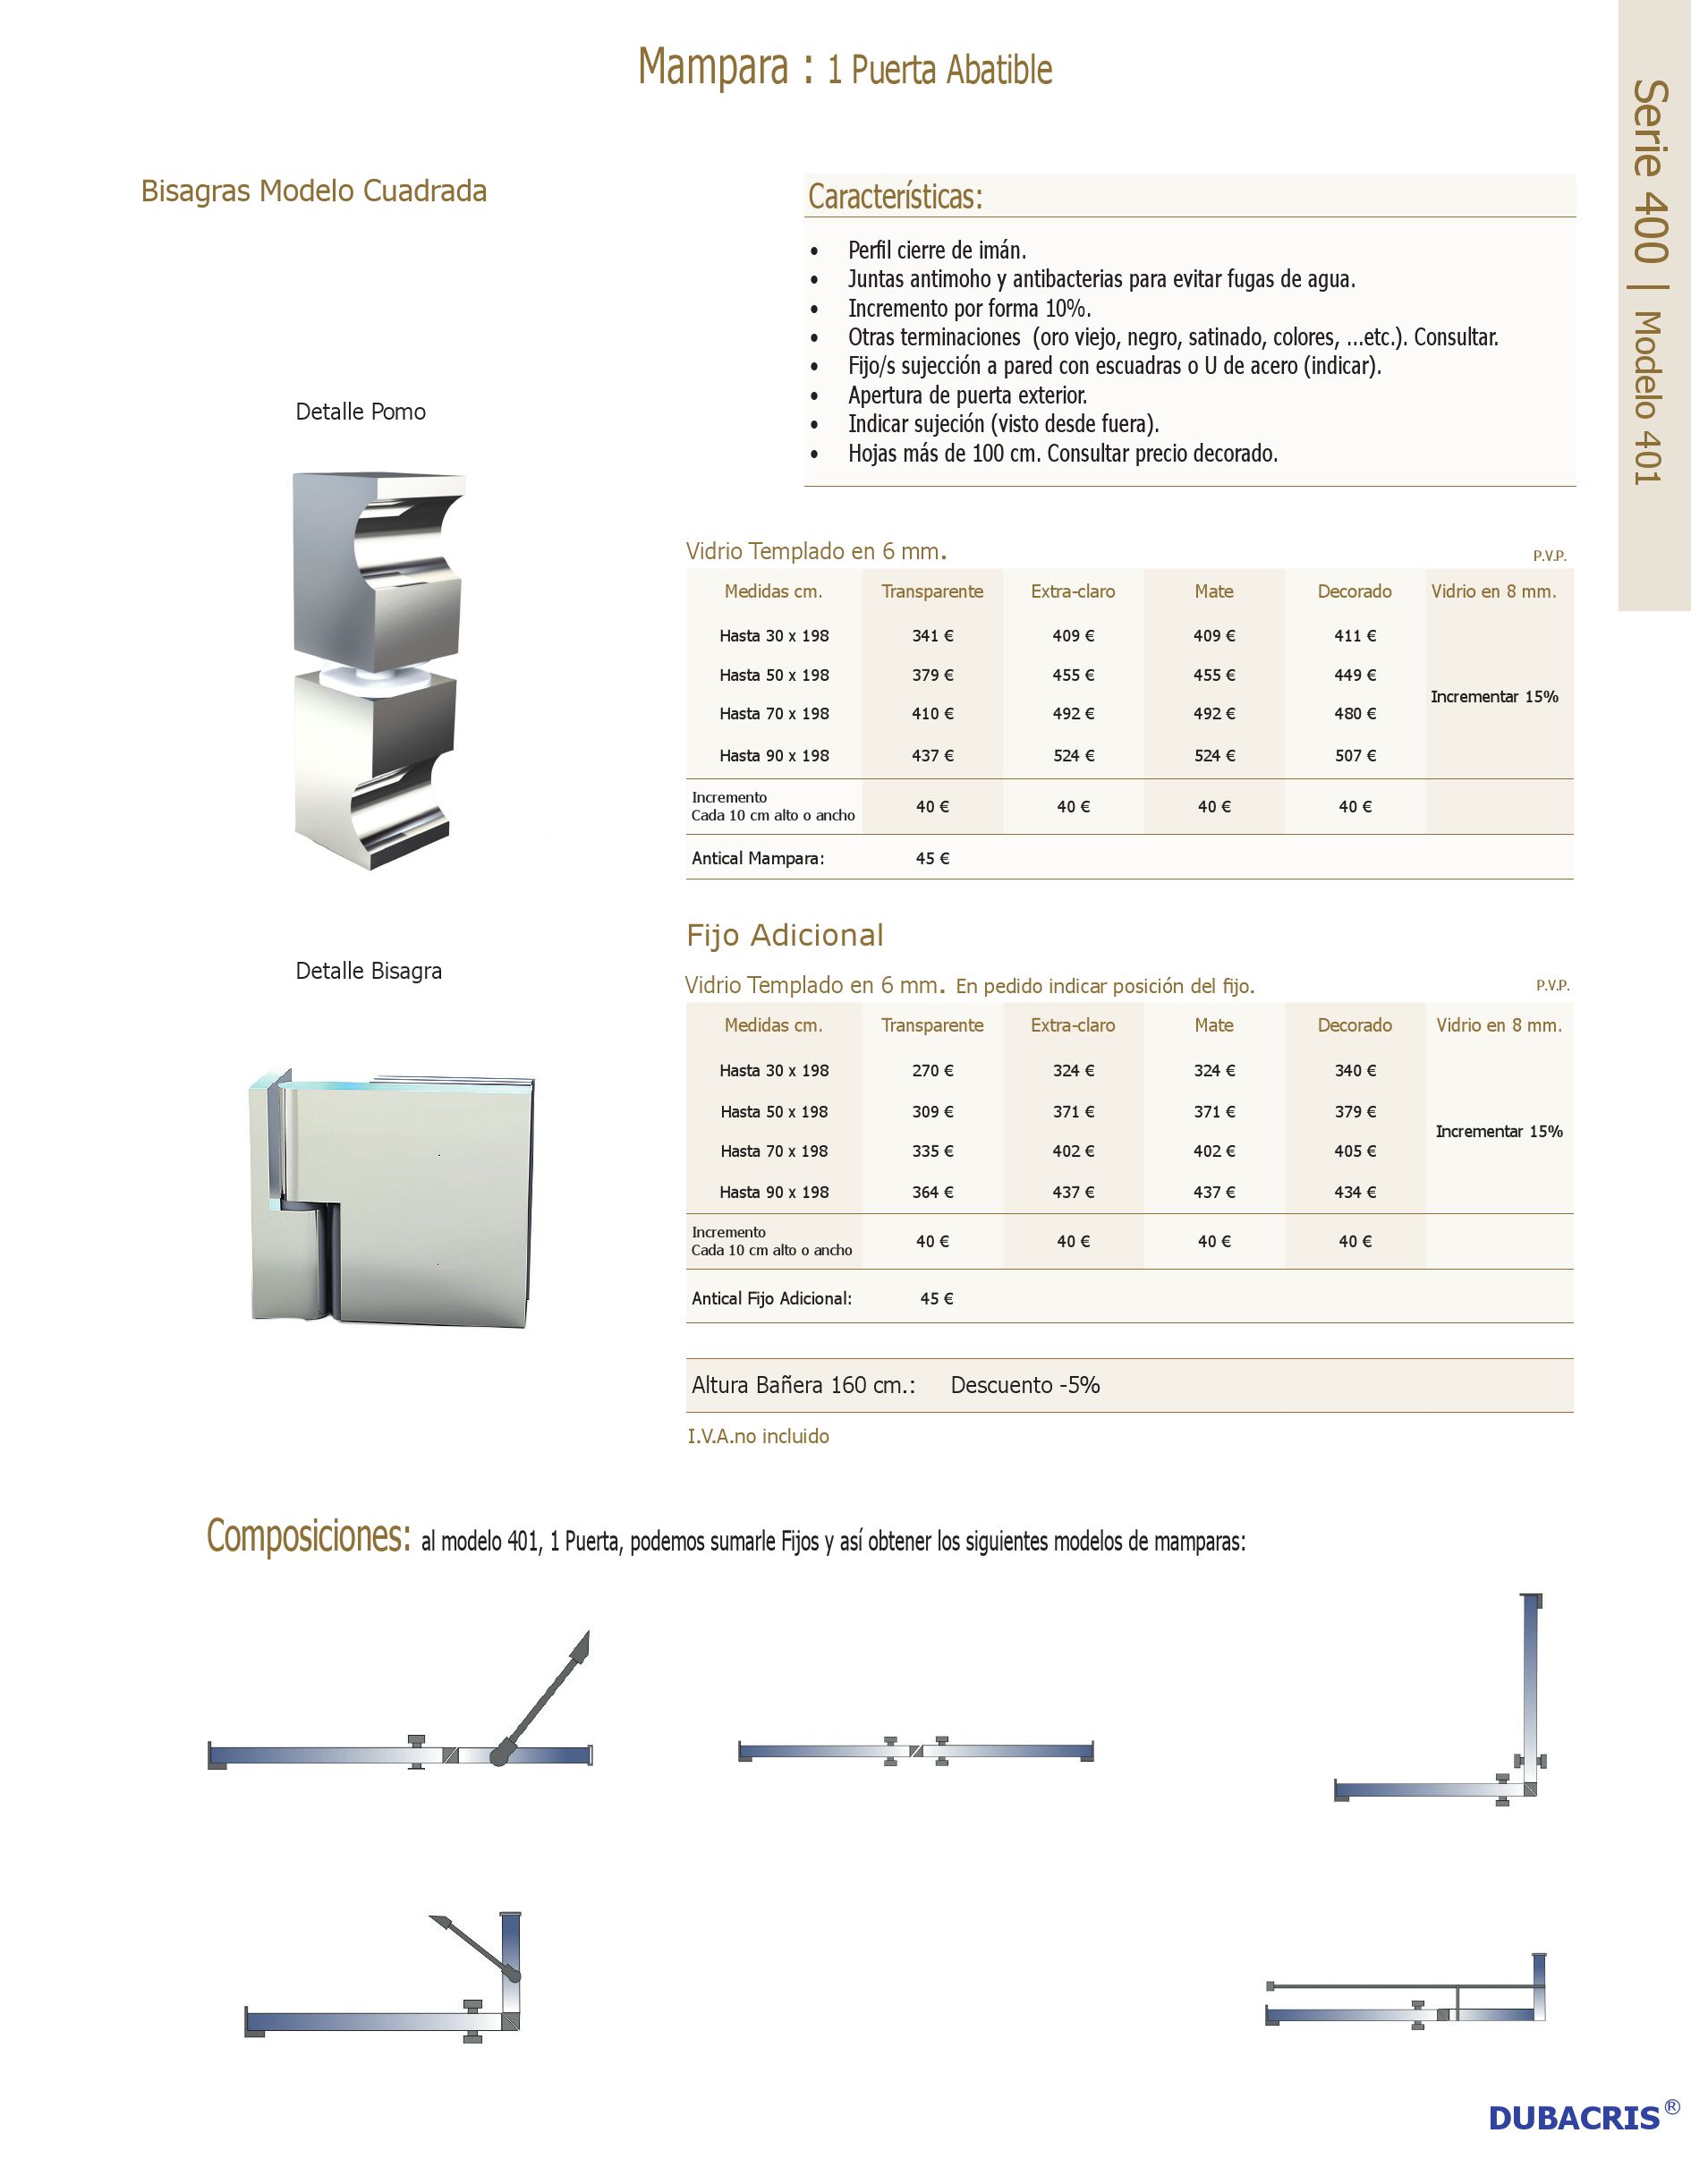 Mampara : 1 Puerta Abatible
Serie 400 | Modelo 401
Bisagras Modelo Cuadrada
Características:
• Perfil cierre de imán.
• Juntas antimoho y antibacterias para evitar fugas de agua.
• Incremento por forma 10%.
• Otras terminaciones (oro viejo, negro, satinado, colores, ...etc.). Consultar.
• Fijo/s sujección a pared con escuadras o U de acero (indicar).
• Apertura de puerta exterior.
• Indicar sujeción (visto desde fuera).
• Hojas más de 100 cm. Consultar precio decorado.
Detalle Pomo
Vidrio Templado en 6 mm. P.V.P.
Medidas cm. Transparente Extra-claro Mate Decorado Vidrio en 8 mm.
Hasta 30 x 198 341 € 409 € 409 € 411 €
Hasta 50 x 198 379 € 455 € 455 € 449 €
Incrementar 15%
Hasta 70 x 198 410 € 492 € 492 € 480 €
Hasta 90 x 198 437 € 524 € 524 € 507 €
Incremento
Cada 10 cm alto o ancho 40 € 40 € 40 € 40 €
Antical Mampara: 45 €
Fijo Adicional
Detalle Bisagra
Vidrio Templado en 6 mm. En pedido indicar posición del fijo. P.V.P.
Medidas cm. Transparente Extra-claro Mate Decorado Vidrio en 8 mm.
Hasta 30 x 198 270 € 324 € 324 € 340 €
Hasta 50 x 198 309 € 371 € 371 € 379 €
Incrementar 15%
Hasta 70 x 198 335 € 402 € 402 € 405 €
Hasta 90 x 198 364 € 437 € 437 € 434 €
Incremento
Cada 10 cm alto o ancho 40 € 40 € 40 € 40 €
Antical Fijo Adicional: 45 €
Altura Bañera 160 cm.: Descuento -5%
I.V.A.no incluido
Composiciones: al modelo 401, 1 Puerta, podemos sumarle Fijos y así obtener los siguientes modelos de mamparas:
DUBACRIS®